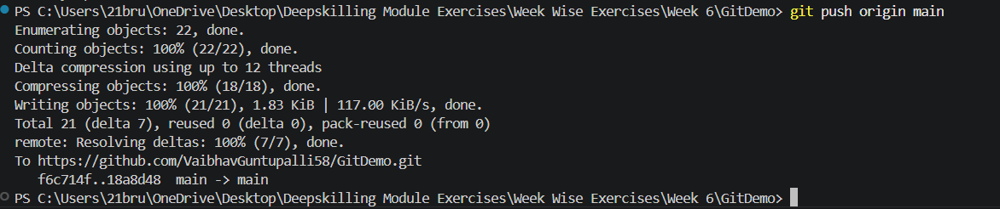 PS C:\Users\21bru\OneDrive\Desktop\Deepskilling Module Exercises\Week Wise Exercises\Week 6\GitDemo> git push origin main
Enumerating objects: 22, done.
Counting objects: 100% (22/22), done.
Delta compression using up to 12 threads
Compressing objects: 100% (18/18), done.
Writing objects: 100% (21/21), 1.83 KiB | 117.00 KiB/s, done.
Total 21 (delta 7), reused 0 (delta 0), pack-reused 0 (from 0)
remote: Resolving deltas: 100% (7/7), done.
To https://github.com/VaibhavGuntupalli58/GitDemo.git
   f6c714f..18a8d48  main -> main
PS C:\Users\21bru\OneDrive\Desktop\Deepskilling Module Exercises\Week Wise Exercises\Week 6\GitDemo>